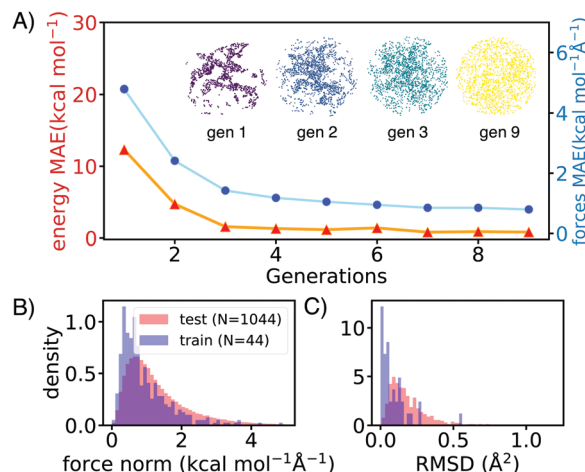 A)
energy MAE(kcal mol⁻¹)
30
20
10
0
gen 1
gen 2
gen 3
gen 9
6
4
2
0
forces MAE(kcal mol⁻¹Å⁻¹)
2
4
6
8
Generations
B)
density
1.0
0.5
0.0
test (N=1044)
train (N=44)
0
2
4
force norm (kcal mol⁻¹Å⁻¹)
C)
10
5
0
0.0
0.5
1.0
RMSD (Å²)